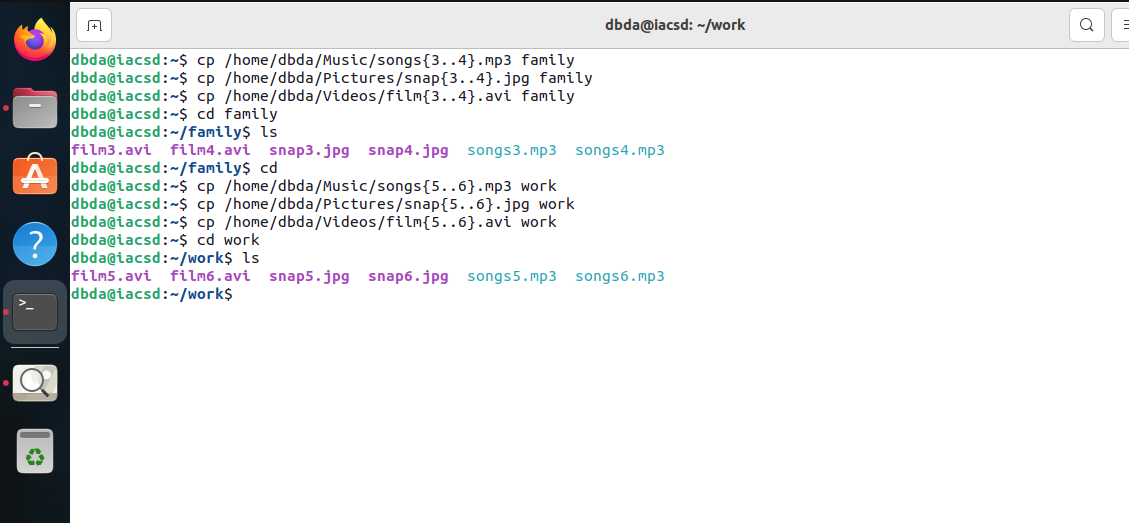 dbda@iacsd: ~/work
dbda@iacsd:~$ cp /home/dbda/Music/songs{3..4}.mp3 family
dbda@iacsd:~$ cp /home/dbda/Pictures/snap{3..4}.jpg family
dbda@iacsd:~$ cp /home/dbda/Videos/film{3..4}.avi family
dbda@iacsd:~$ cd family
dbda@iacsd:~/family$ ls
film3.avi  film4.avi  snap3.jpg  snap4.jpg  songs3.mp3  songs4.mp3
dbda@iacsd:~/family$ cd
dbda@iacsd:~$ cp /home/dbda/Music/songs{5..6}.mp3 work
dbda@iacsd:~$ cp /home/dbda/Pictures/snap{5..6}.jpg work
dbda@iacsd:~$ cp /home/dbda/Videos/film{5..6}.avi work
dbda@iacsd:~$ cd work
dbda@iacsd:~/work$ ls
film5.avi  film6.avi  snap5.jpg  snap6.jpg  songs5.mp3  songs6.mp3
dbda@iacsd:~/work$